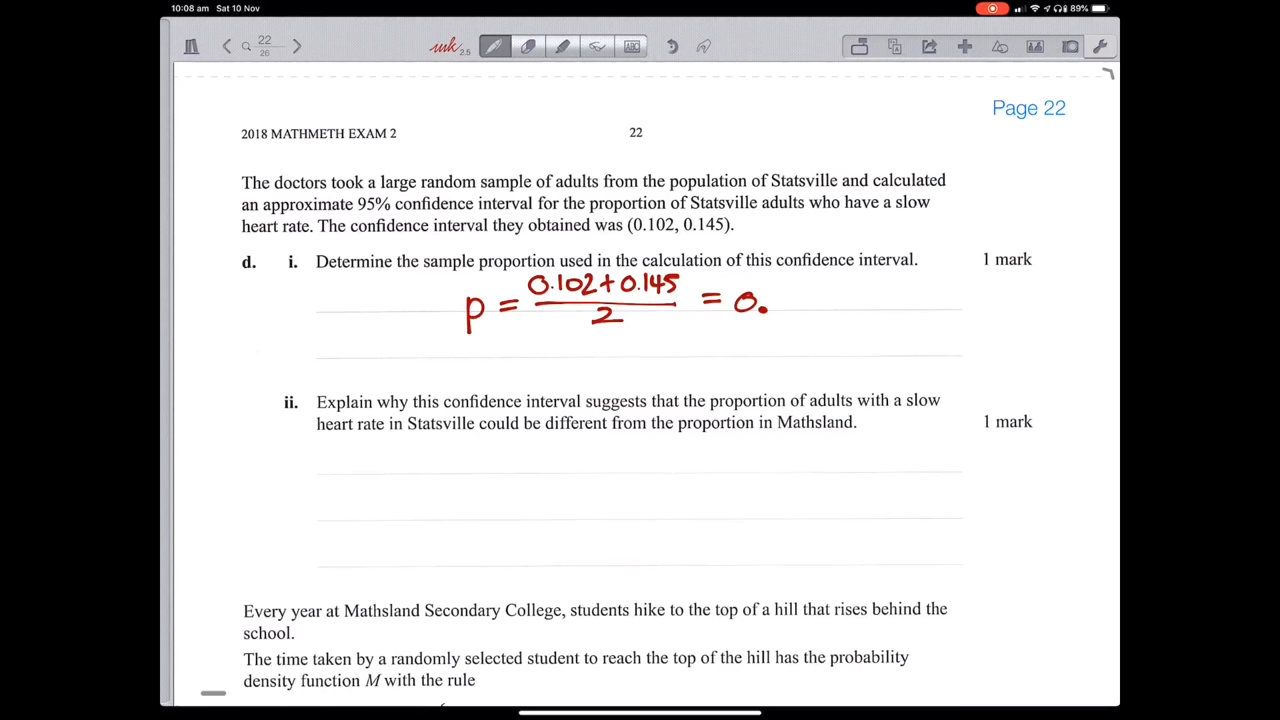 10:08 am Sat 10 Nov
89%
22
26
mk 2.5
ABC
Page 22
2018 MATHMETH EXAM 2
22
The doctors took a large random sample of adults from the population of Statsville and calculated
an approximate 95% confidence interval for the proportion of Statsville adults who have a slow
heart rate. The confidence interval they obtained was (0.102, 0.145).
d. i. Determine the sample proportion used in the calculation of this confidence interval. 1 mark
p = (0.102 + 0.145) / 2 = 0.
ii. Explain why this confidence interval suggests that the proportion of adults with a slow
heart rate in Statsville could be different from the proportion in Mathsland. 1 mark
Every year at Mathsland Secondary College, students hike to the top of a hill that rises behind the
school.
The time taken by a randomly selected student to reach the top of the hill has the probability
density function M with the rule